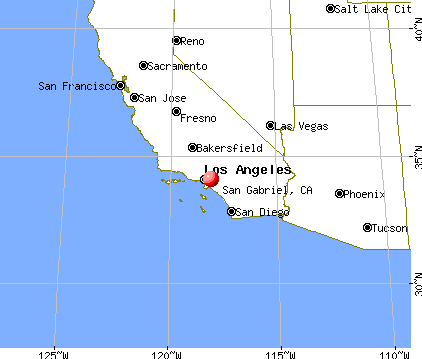 Salt Lake Cit
40°N
Reno
Sacramento
San Francisco
San Jose
Fresno
Las Vegas
Bakersfield
35°N
Los Angeles
San Gabriel, CA
Phoenix
San Diego
Tucson
30°N
125°W
120°W
115°W
110°W